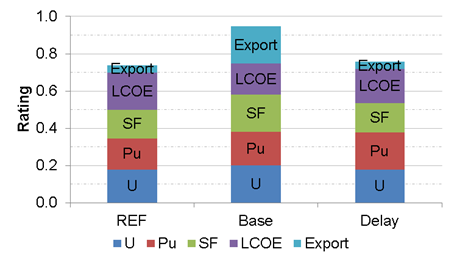 1.0
0.8
0.6
0.4
0.2
0.0
Rating
Export
LCOE
SF
Pu
U
Export
LCOE
SF
Pu
U
Export
LCOE
SF
Pu
U
REF Base Delay
U Pu SF LCOE Export